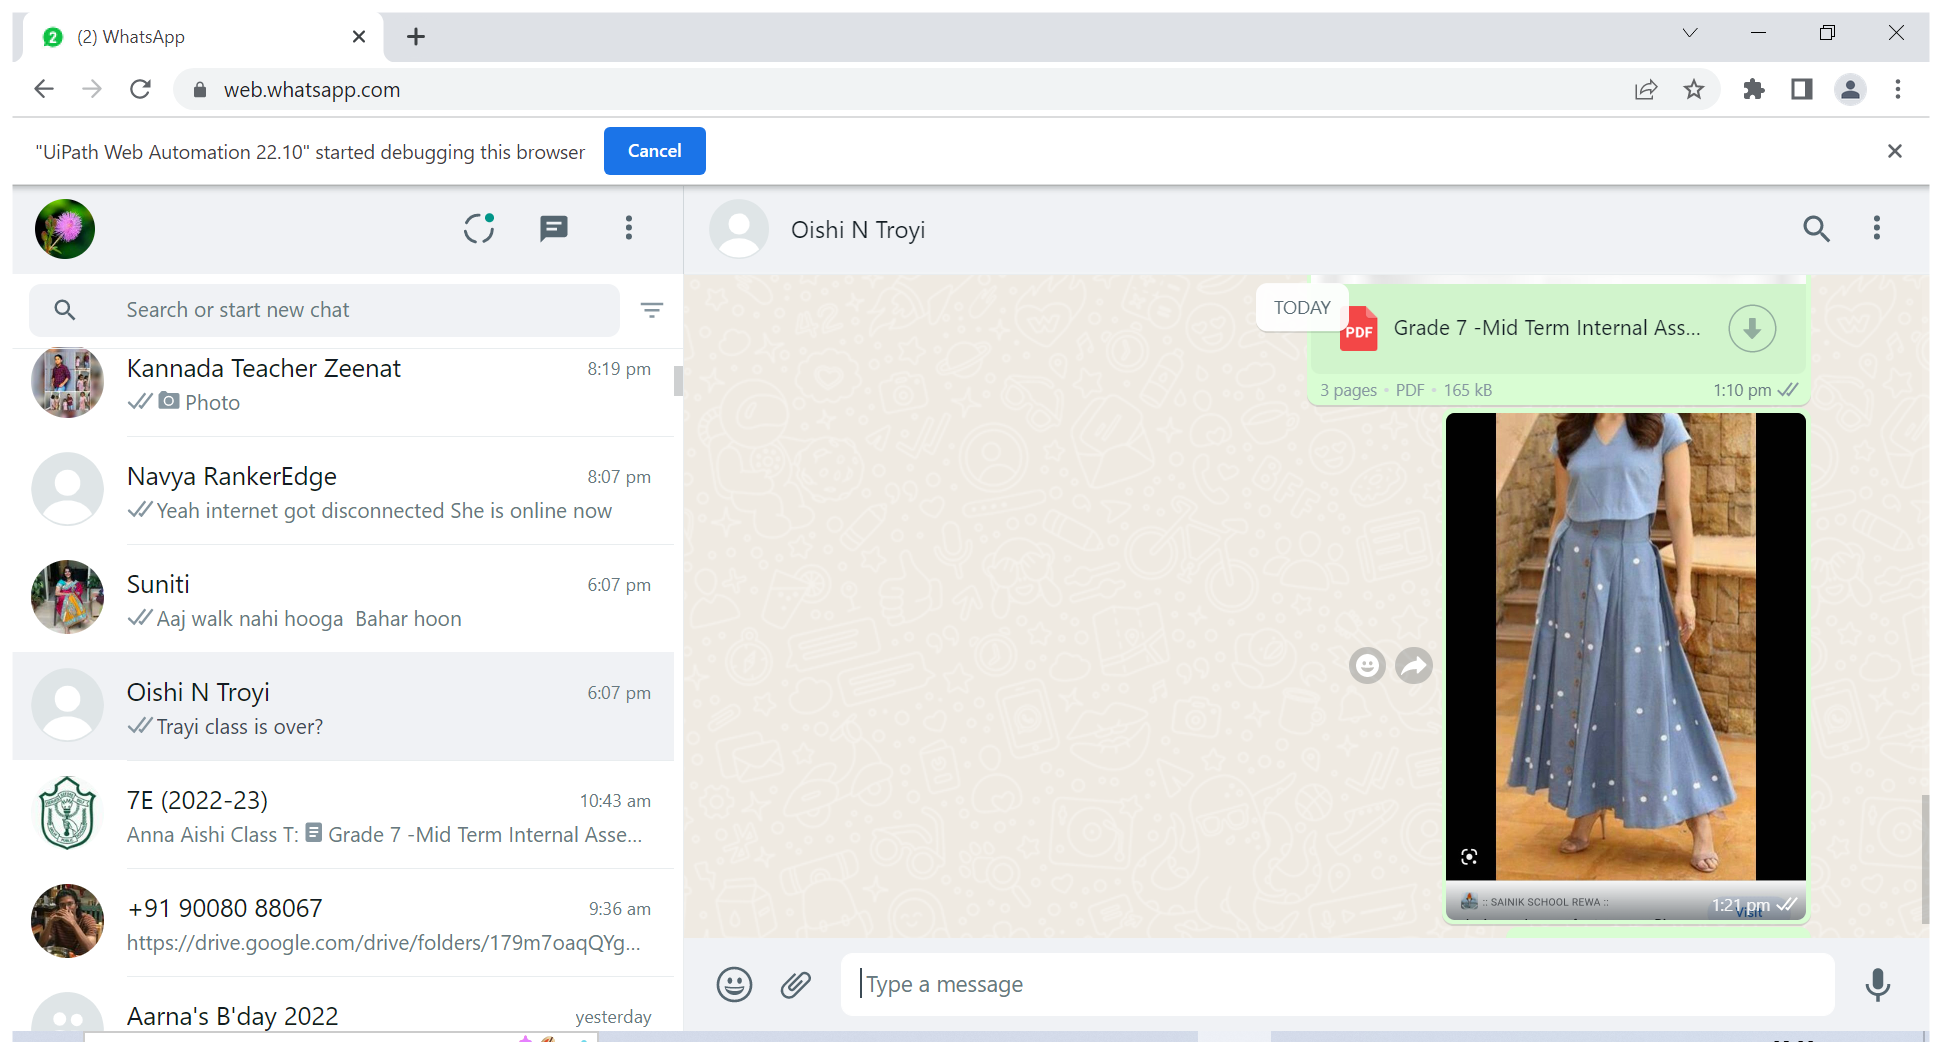 (2) WhatsApp
web.whatsapp.com
"UiPath Web Automation 22.10" started debugging this browser
Cancel
Search or start new chat
Kannada Teacher Zeenat
8:19 pm
Photo
Navya RankerEdge
8:07 pm
Yeah internet got disconnected She is online now
Suniti
6:07 pm
Aaj walk nahi hooga Bahar hoon
Oishi N Troyi
6:07 pm
Trayi class is over?
7E (2022-23)
10:43 am
Anna Aishi Class T: Grade 7 -Mid Term Internal Asse...
+91 90080 88067
9:36 am
https://drive.google.com/drive/folders/179m7oaqQYg...
Aarna's B'day 2022
yesterday
Oishi N Troyi
TODAY
PDF
Grade 7 -Mid Term Internal Ass...
3 pages • PDF • 165 kB
1:10 pm
:: SAINIK SCHOOL REWA ::
1:21 pm
Visit
Type a message